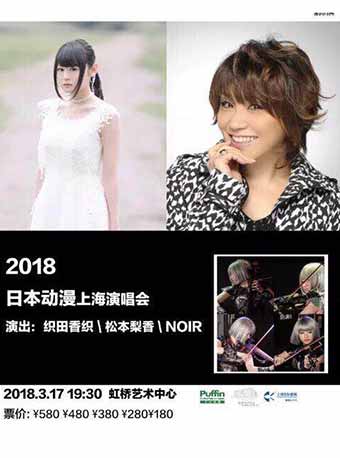 2018
日本动漫上海演唱会
演出: 织田香织 \ 松本梨香 \ NOIR
2018.3.17 19:30 虹桥艺术中心
Puffin
票价: ¥580 ¥480 ¥380 ¥280¥180